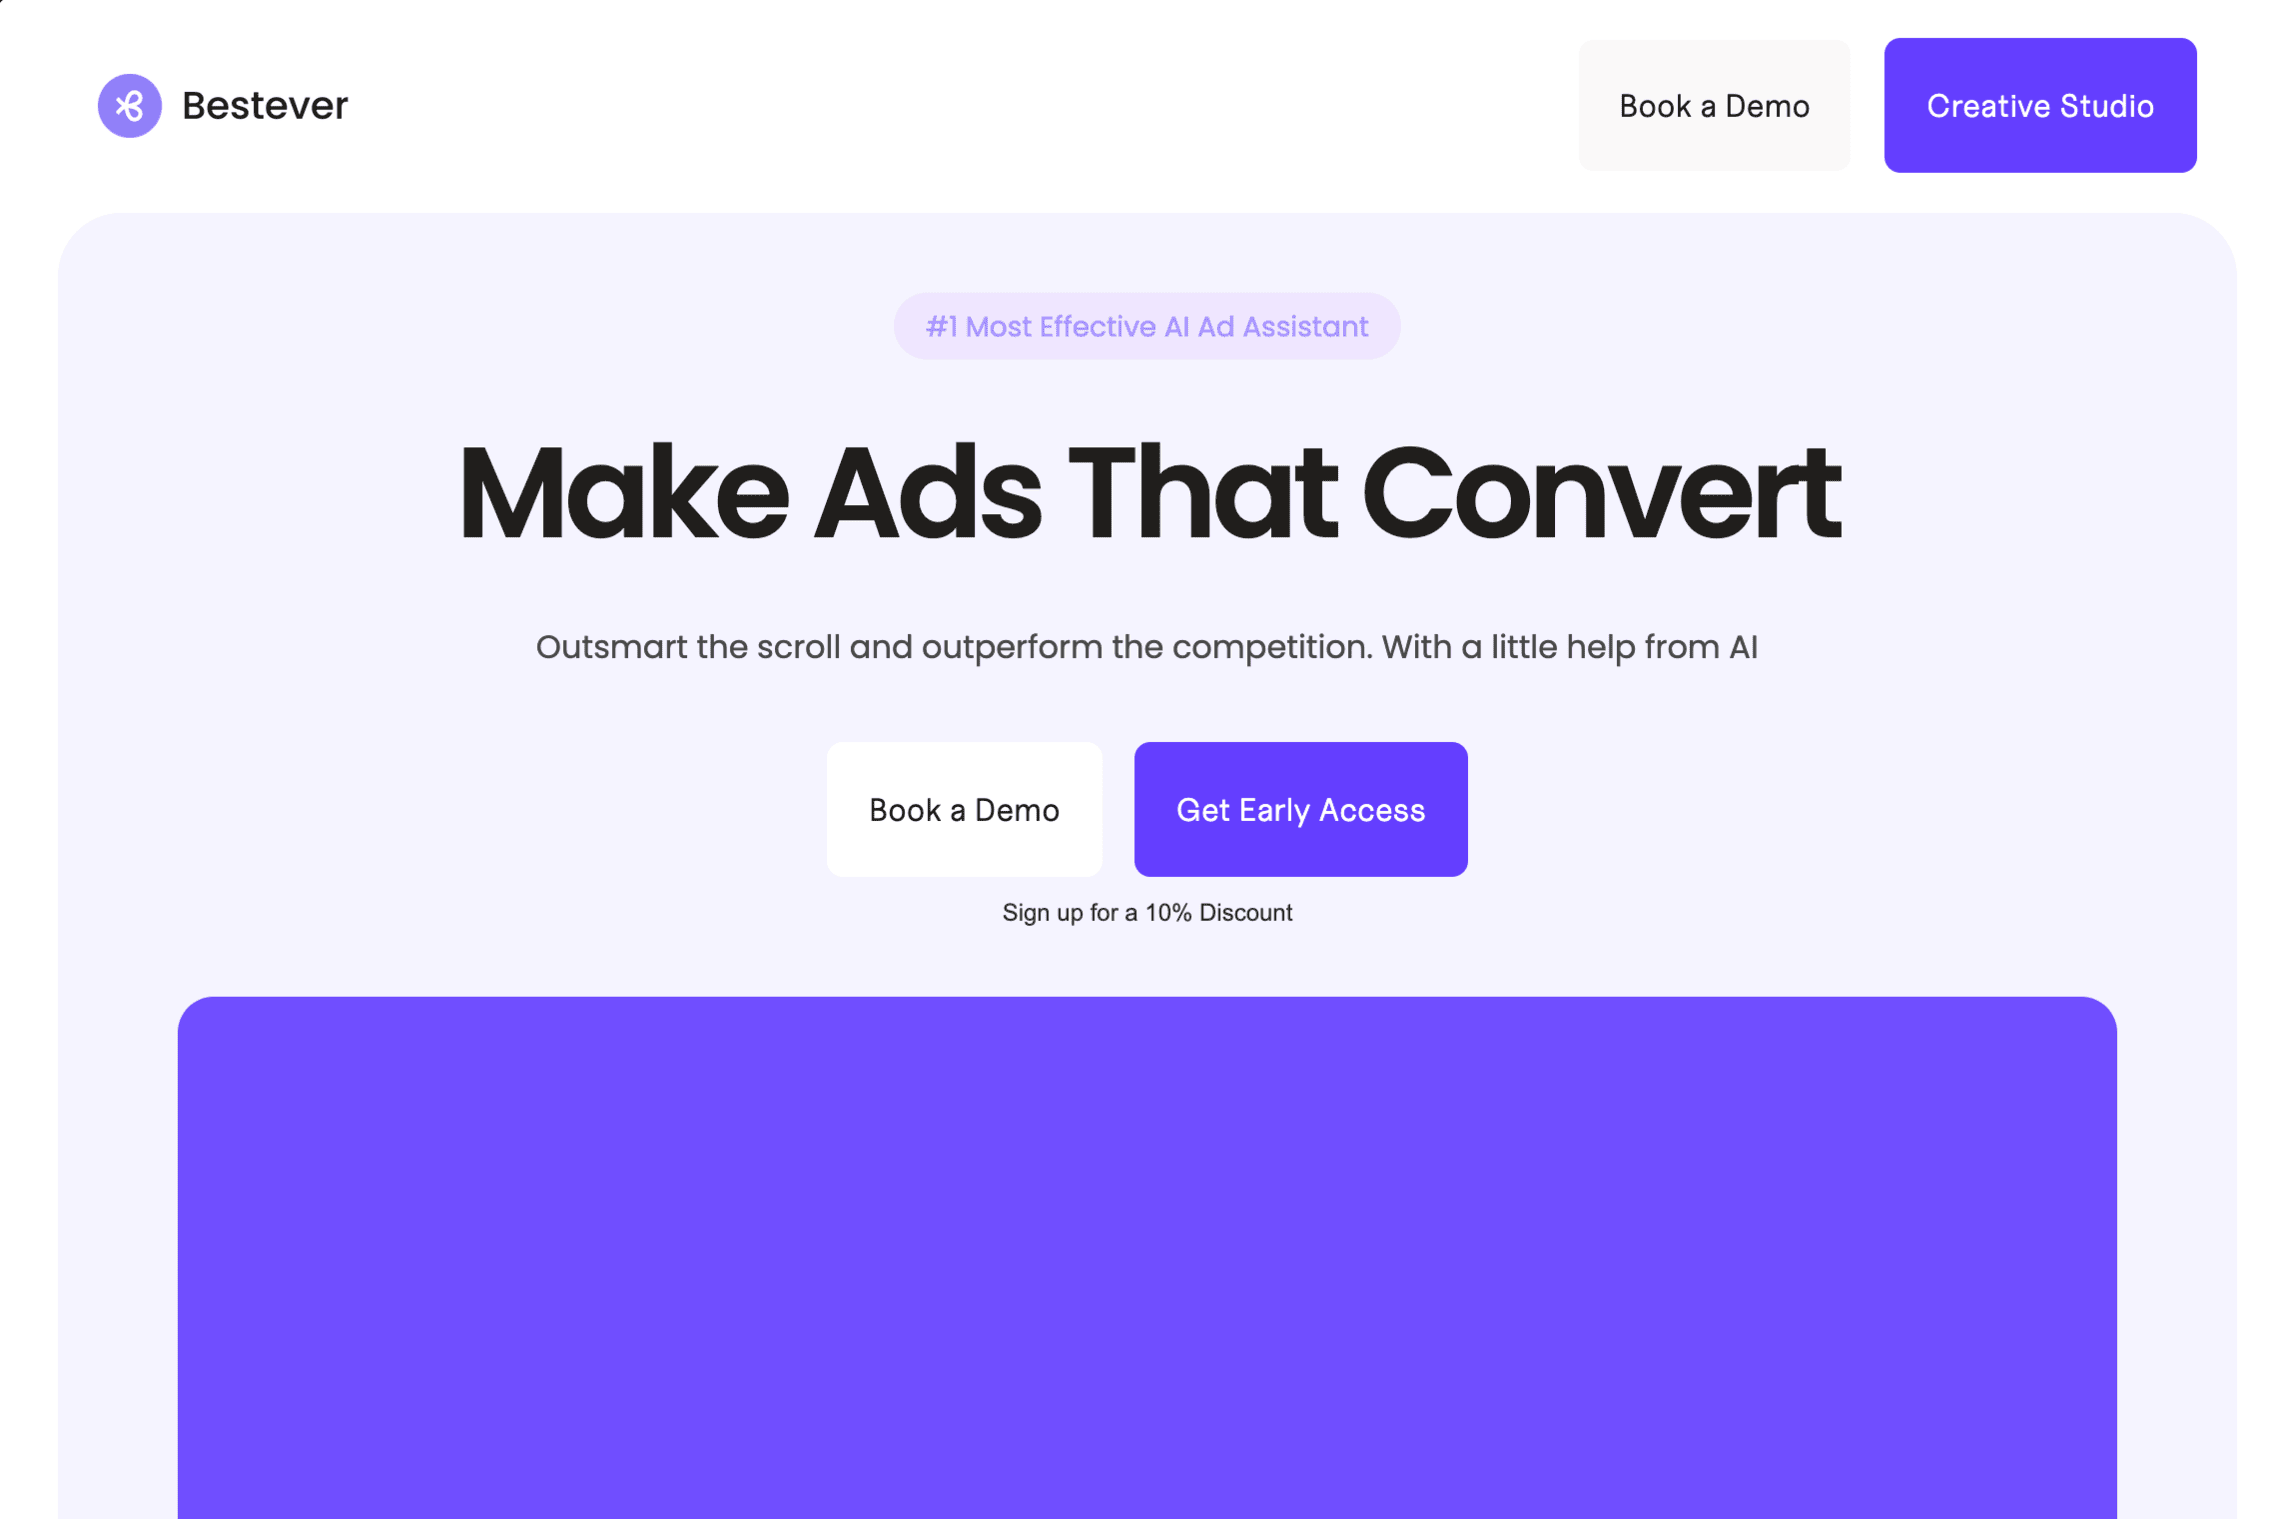 Bestever
Book a Demo
Creative Studio
#1 Most Effective AI Ad Assistant
Make Ads That Convert
Outsmart the scroll and outperform the competition. With a little help from AI
Book a Demo
Get Early Access
Sign up for a 10% Discount